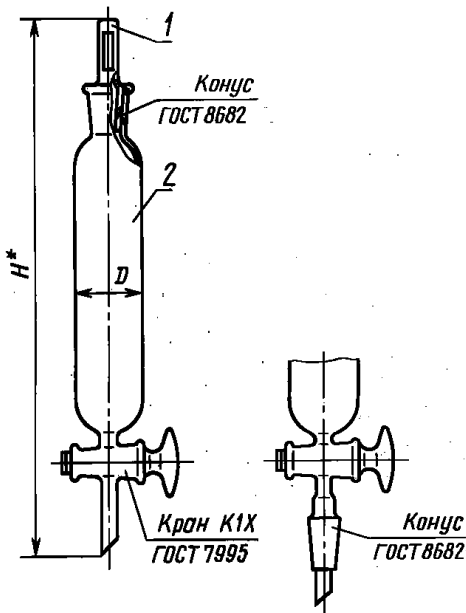 1
Конус
ГОСТ 8682
2
H*
D
Кран К1Х
ГОСТ 7995
Конус
ГОСТ 8682